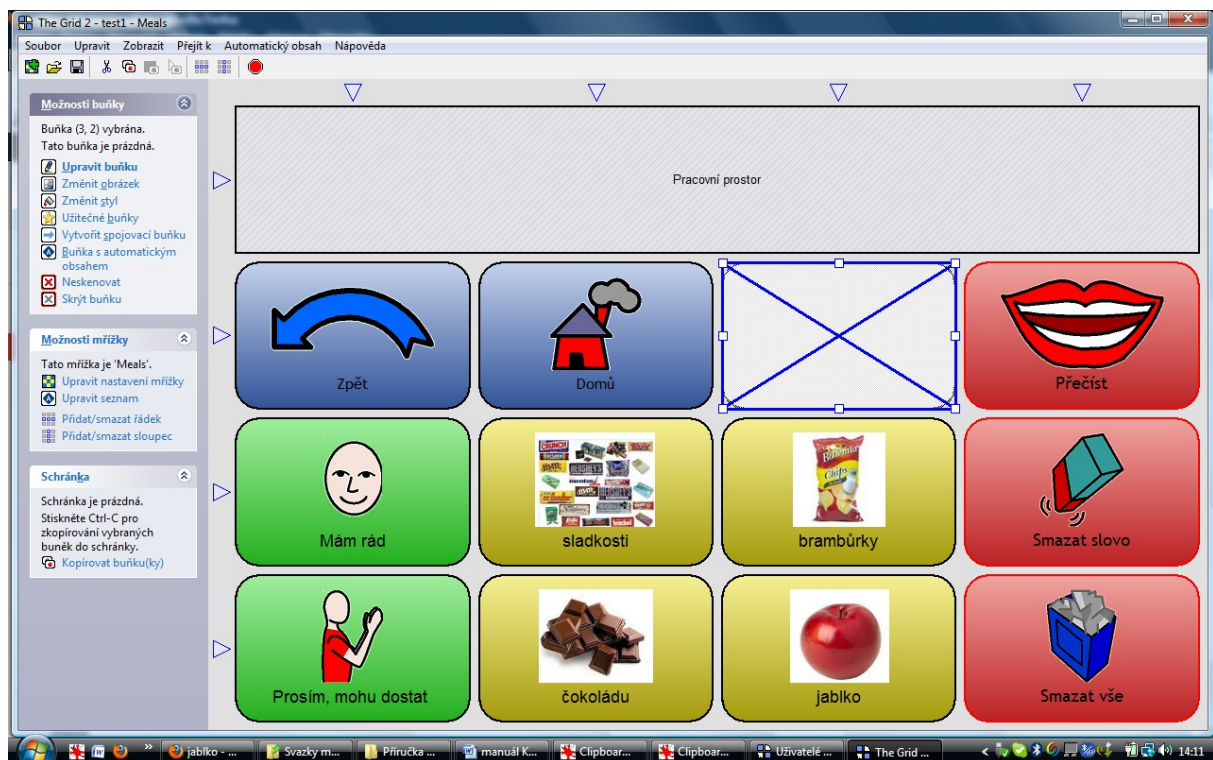 The Grid 2 - test1 - Meals
Soubor Upravit Zobrazit Přejít k Automatický obsah Nápověda
Možnosti buňky
Buňka (3, 2) vybrána.
Tato buňka je prázdná.
Upravit buňku
Změnit obrázek
Změnit styl
Užitečné buňky
Vytvořit spojovací buňku
Buňka s automatickým
obsahem
Neskenovat
Skrýt buňku
Možnosti mřížky
Tato mřížka je 'Meals'.
Upravit nastavení mřížky
Upravit seznam
Přidat/smazat řádek
Přidat/smazat sloupec
Schránka
Schránka je prázdná.
Stiskněte Ctrl-C pro
zkopírování vybraných
buněk do schránky.
Kopírovat buňku(ky)
Pracovní prostor
Zpět
Domů
Přečíst
CRUNCH
HERSHEY'S
Mám rád
sladkosti
Bohemia
Chips
brambůrky
Smazat slovo
Prosím, mohu dostat
čokoládu
jablko
Smazat vše
jablko - ... Svazky m... Příručka ... manuál K... Clipboar... Clipboar... Uživatelé ... The Grid ... 14:11